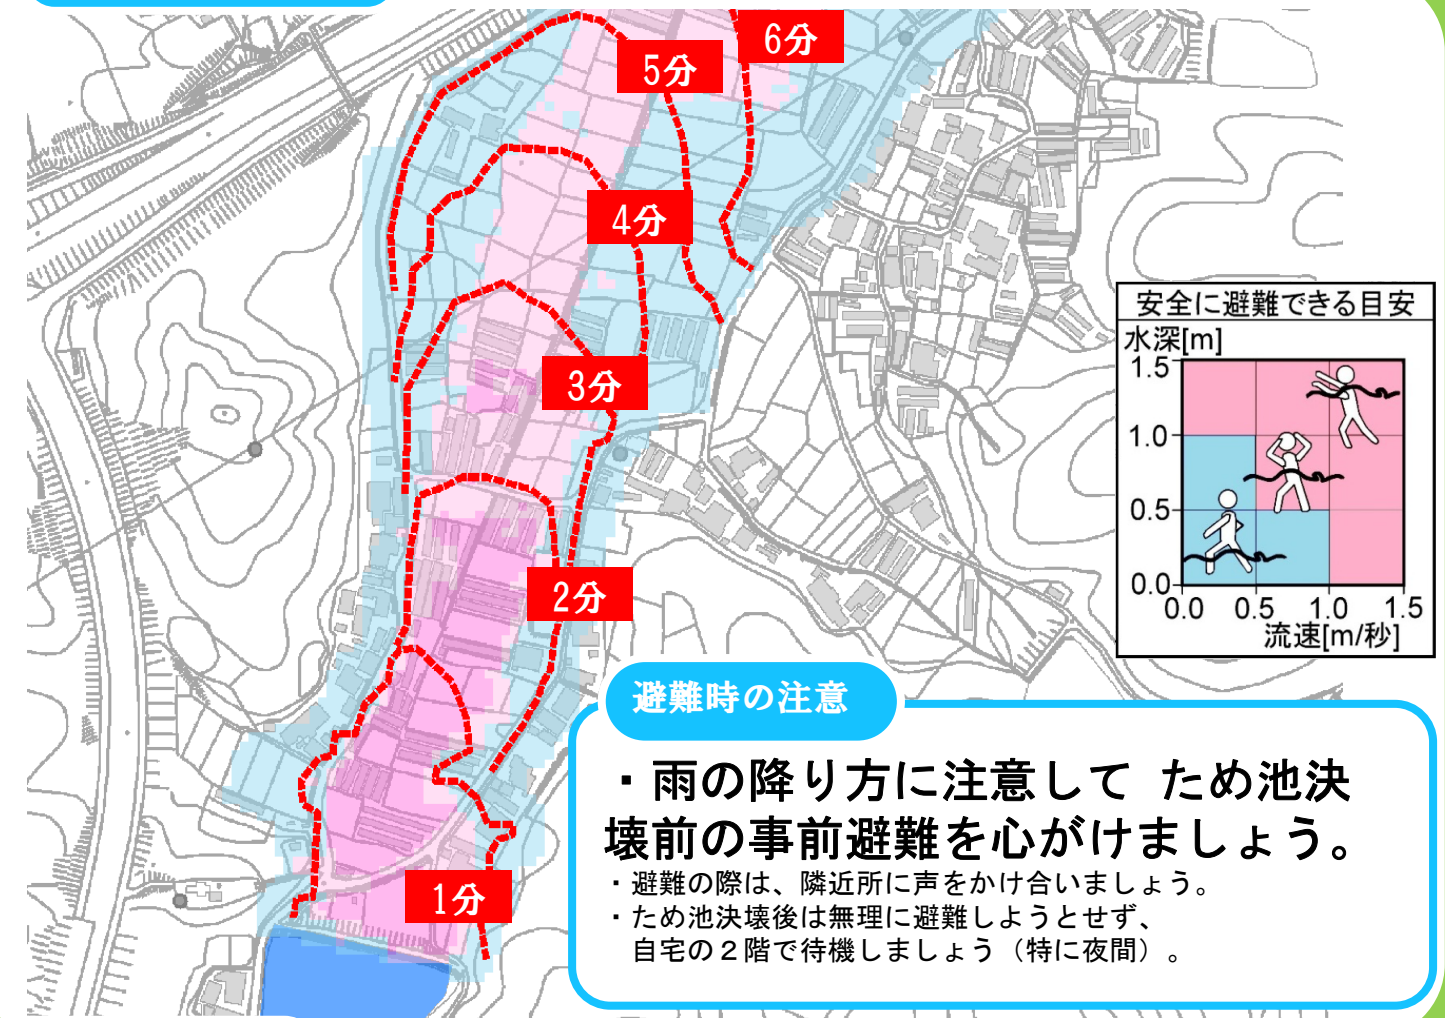 6分
5分
4分
3分
2分
1分
安全に避難できる目安
水深[m]
1.5
1.0
0.5
0.0
0.0 0.5 1.0 1.5
流速[m/秒]
避難時の注意
・雨の降り方に注意して ため池決
壊前の事前避難を心がけましょう。
・避難の際は、隣近所に声をかけ合いましょう。
・ため池決壊後は無理に避難しようとせず、
自宅の２階で待機しましょう（特に夜間）。